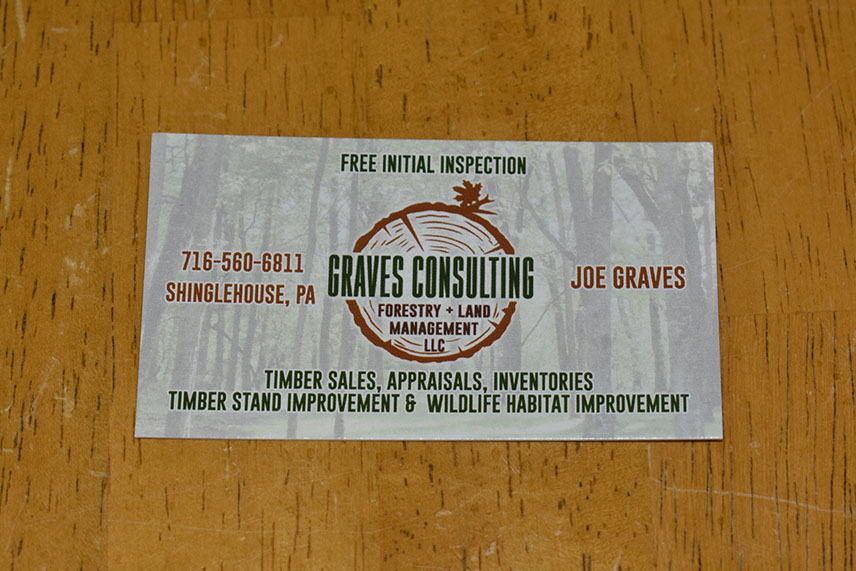 FREE INITIAL INSPECTION
716-560-6811
SHINGLEHOUSE, PA
GRAVES CONSULTING
FORESTRY + LAND
MANAGEMENT
LLC
JOE GRAVES
TIMBER SALES, APPRAISALS, INVENTORIES
TIMBER STAND IMPROVEMENT & WILDLIFE HABITAT IMPROVEMENT